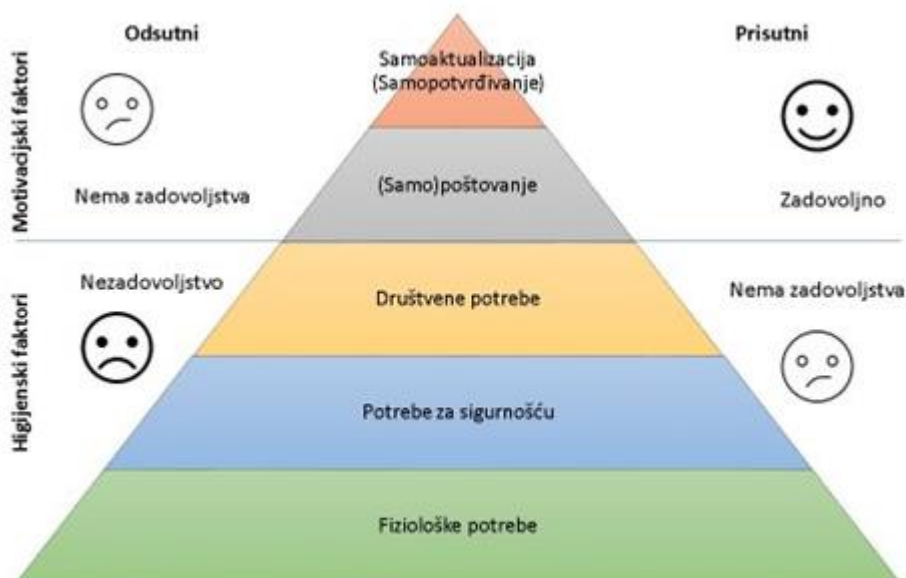 Odsutni
Prisutni
Motivacijski faktori
Samoaktualizacija
(Samopotvrđivanje)
Nema zadovoljstva
(Samo)poštovanje
Zadovoljno
Higijenski faktori
Nezadovoljstvo
Društvene potrebe
Nema zadovoljstva
Potrebe za sigurnošću
Fiziološke potrebe